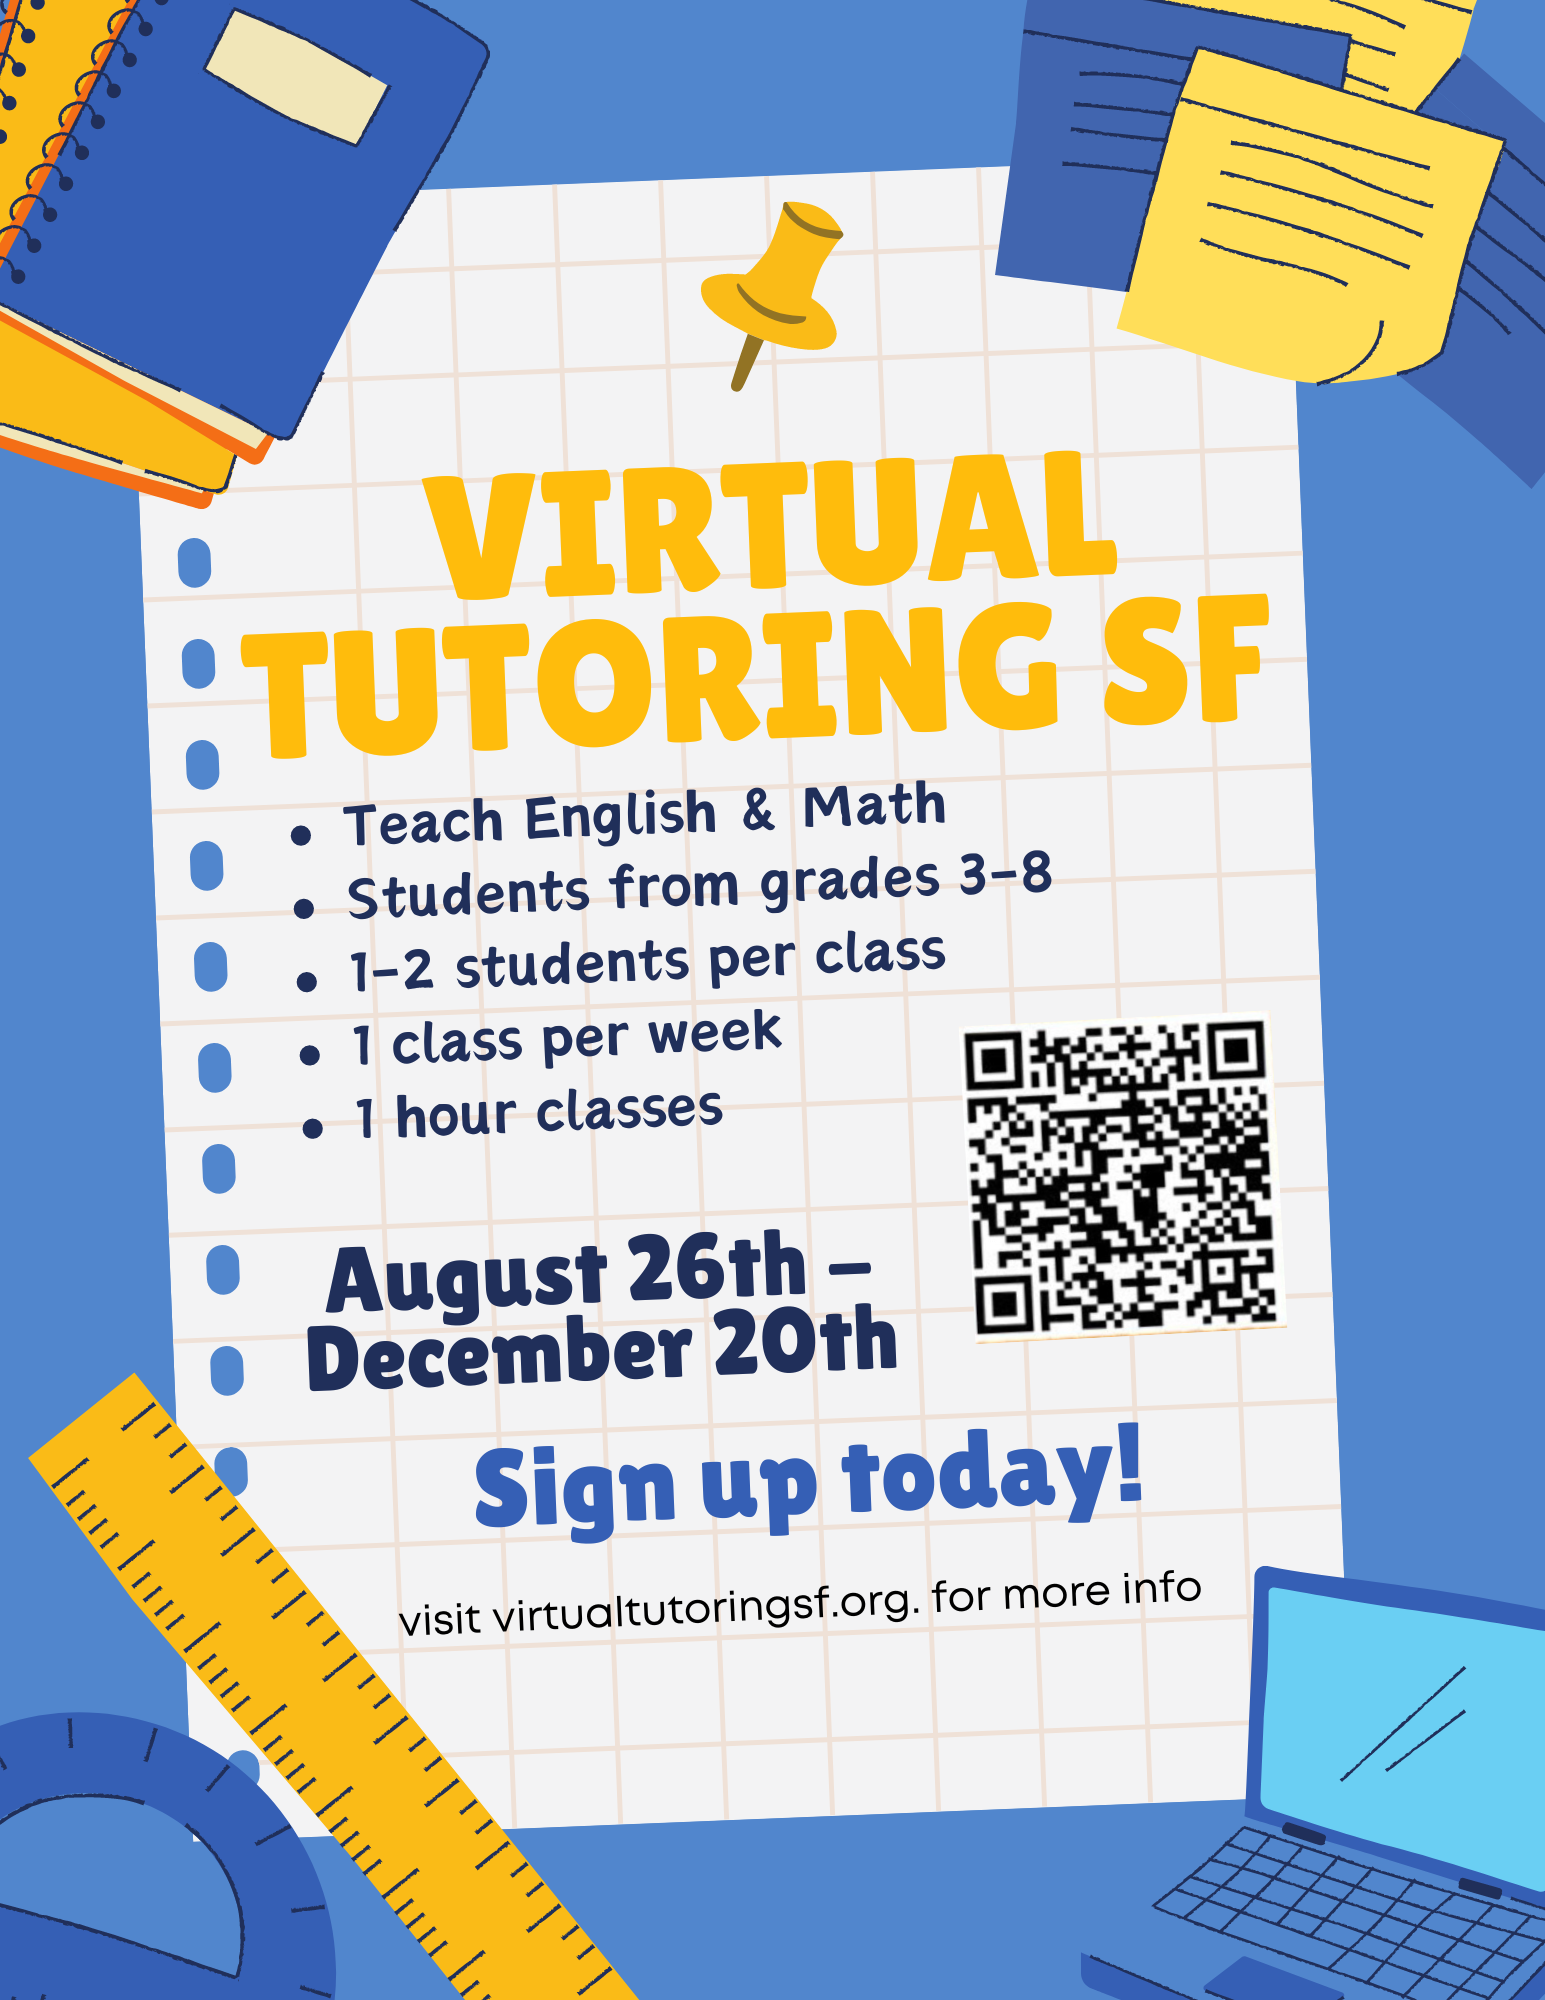 VIRTUAL
TUTORING SF
• Teach English & Math
• Students from grades 3-8
• 1-2 students per class
• 1 class per week
• 1 hour classes
August 26th –
December 20th
Sign up today!
visit virtualtutoringsf.org. for more info